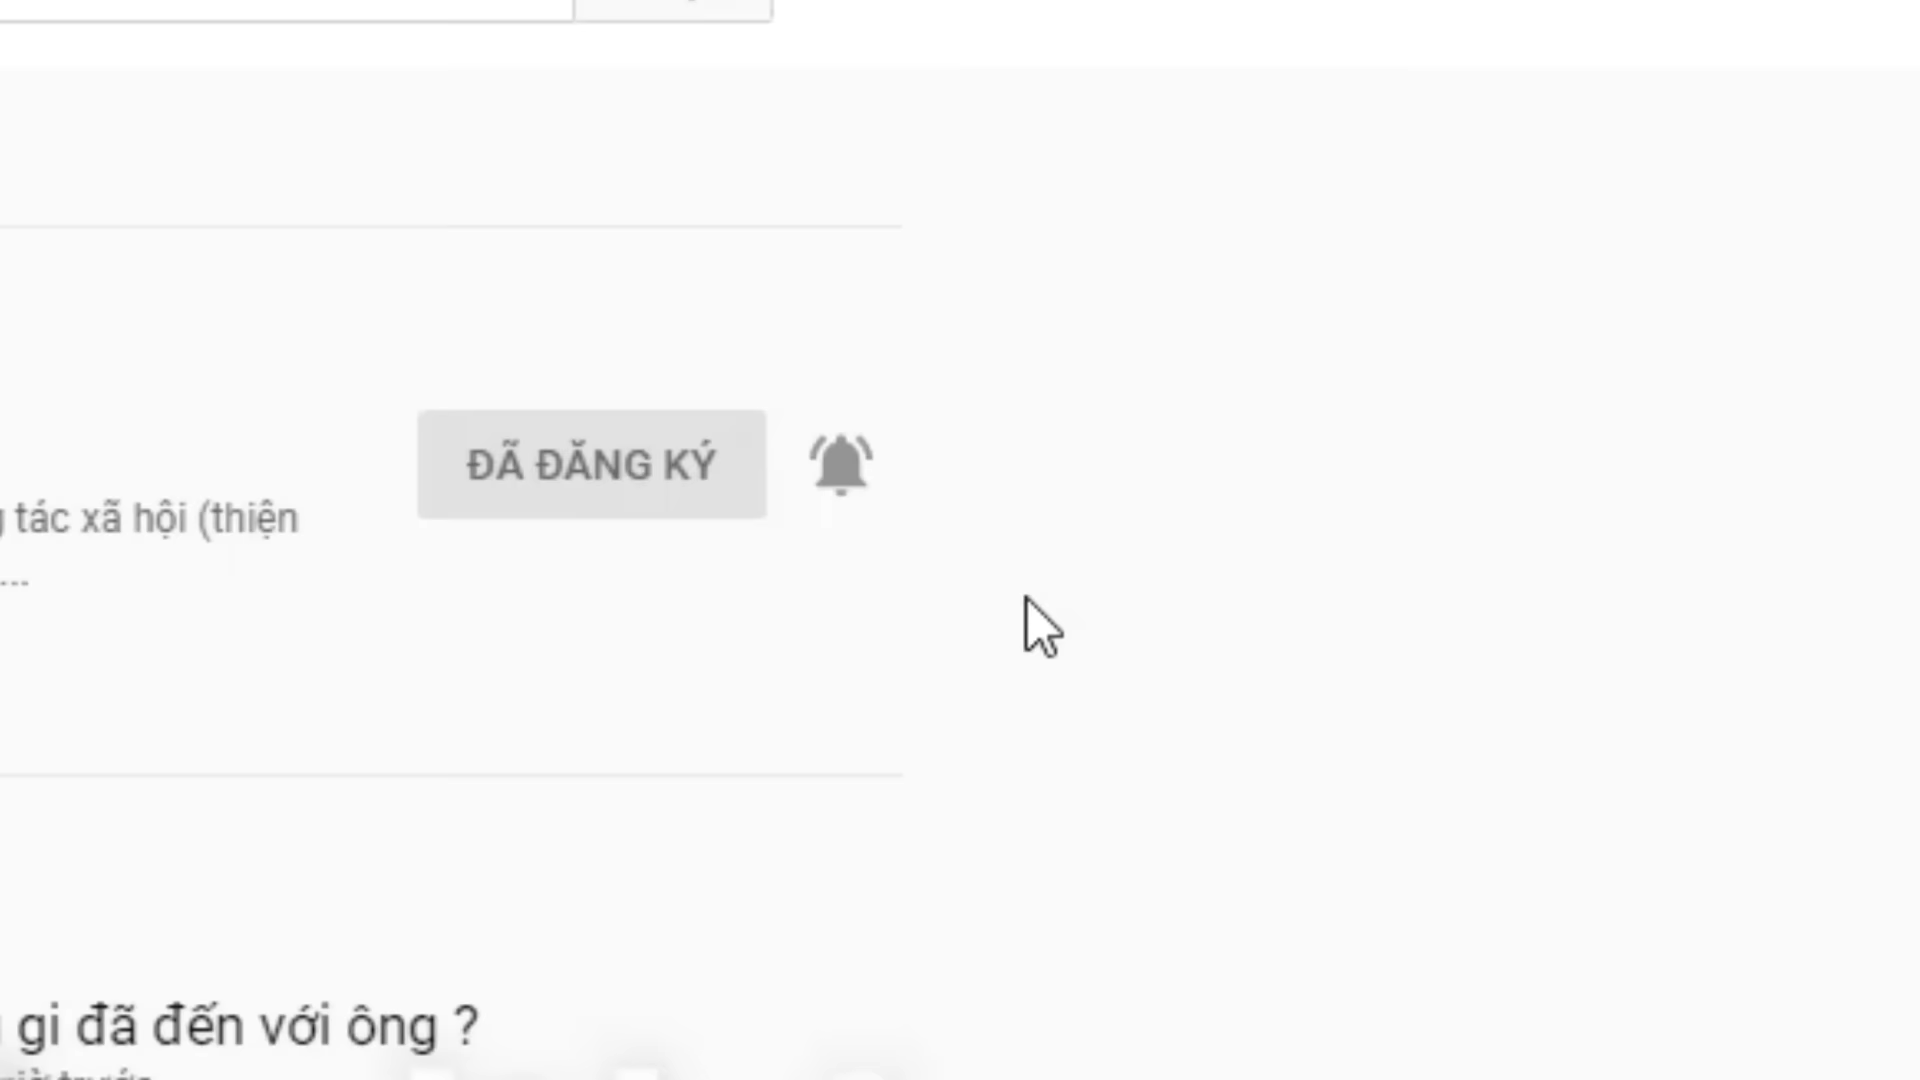 ĐÃ ĐĂNG KÝ
tác xã hội (thiện
...
gi đã đến với ông ?